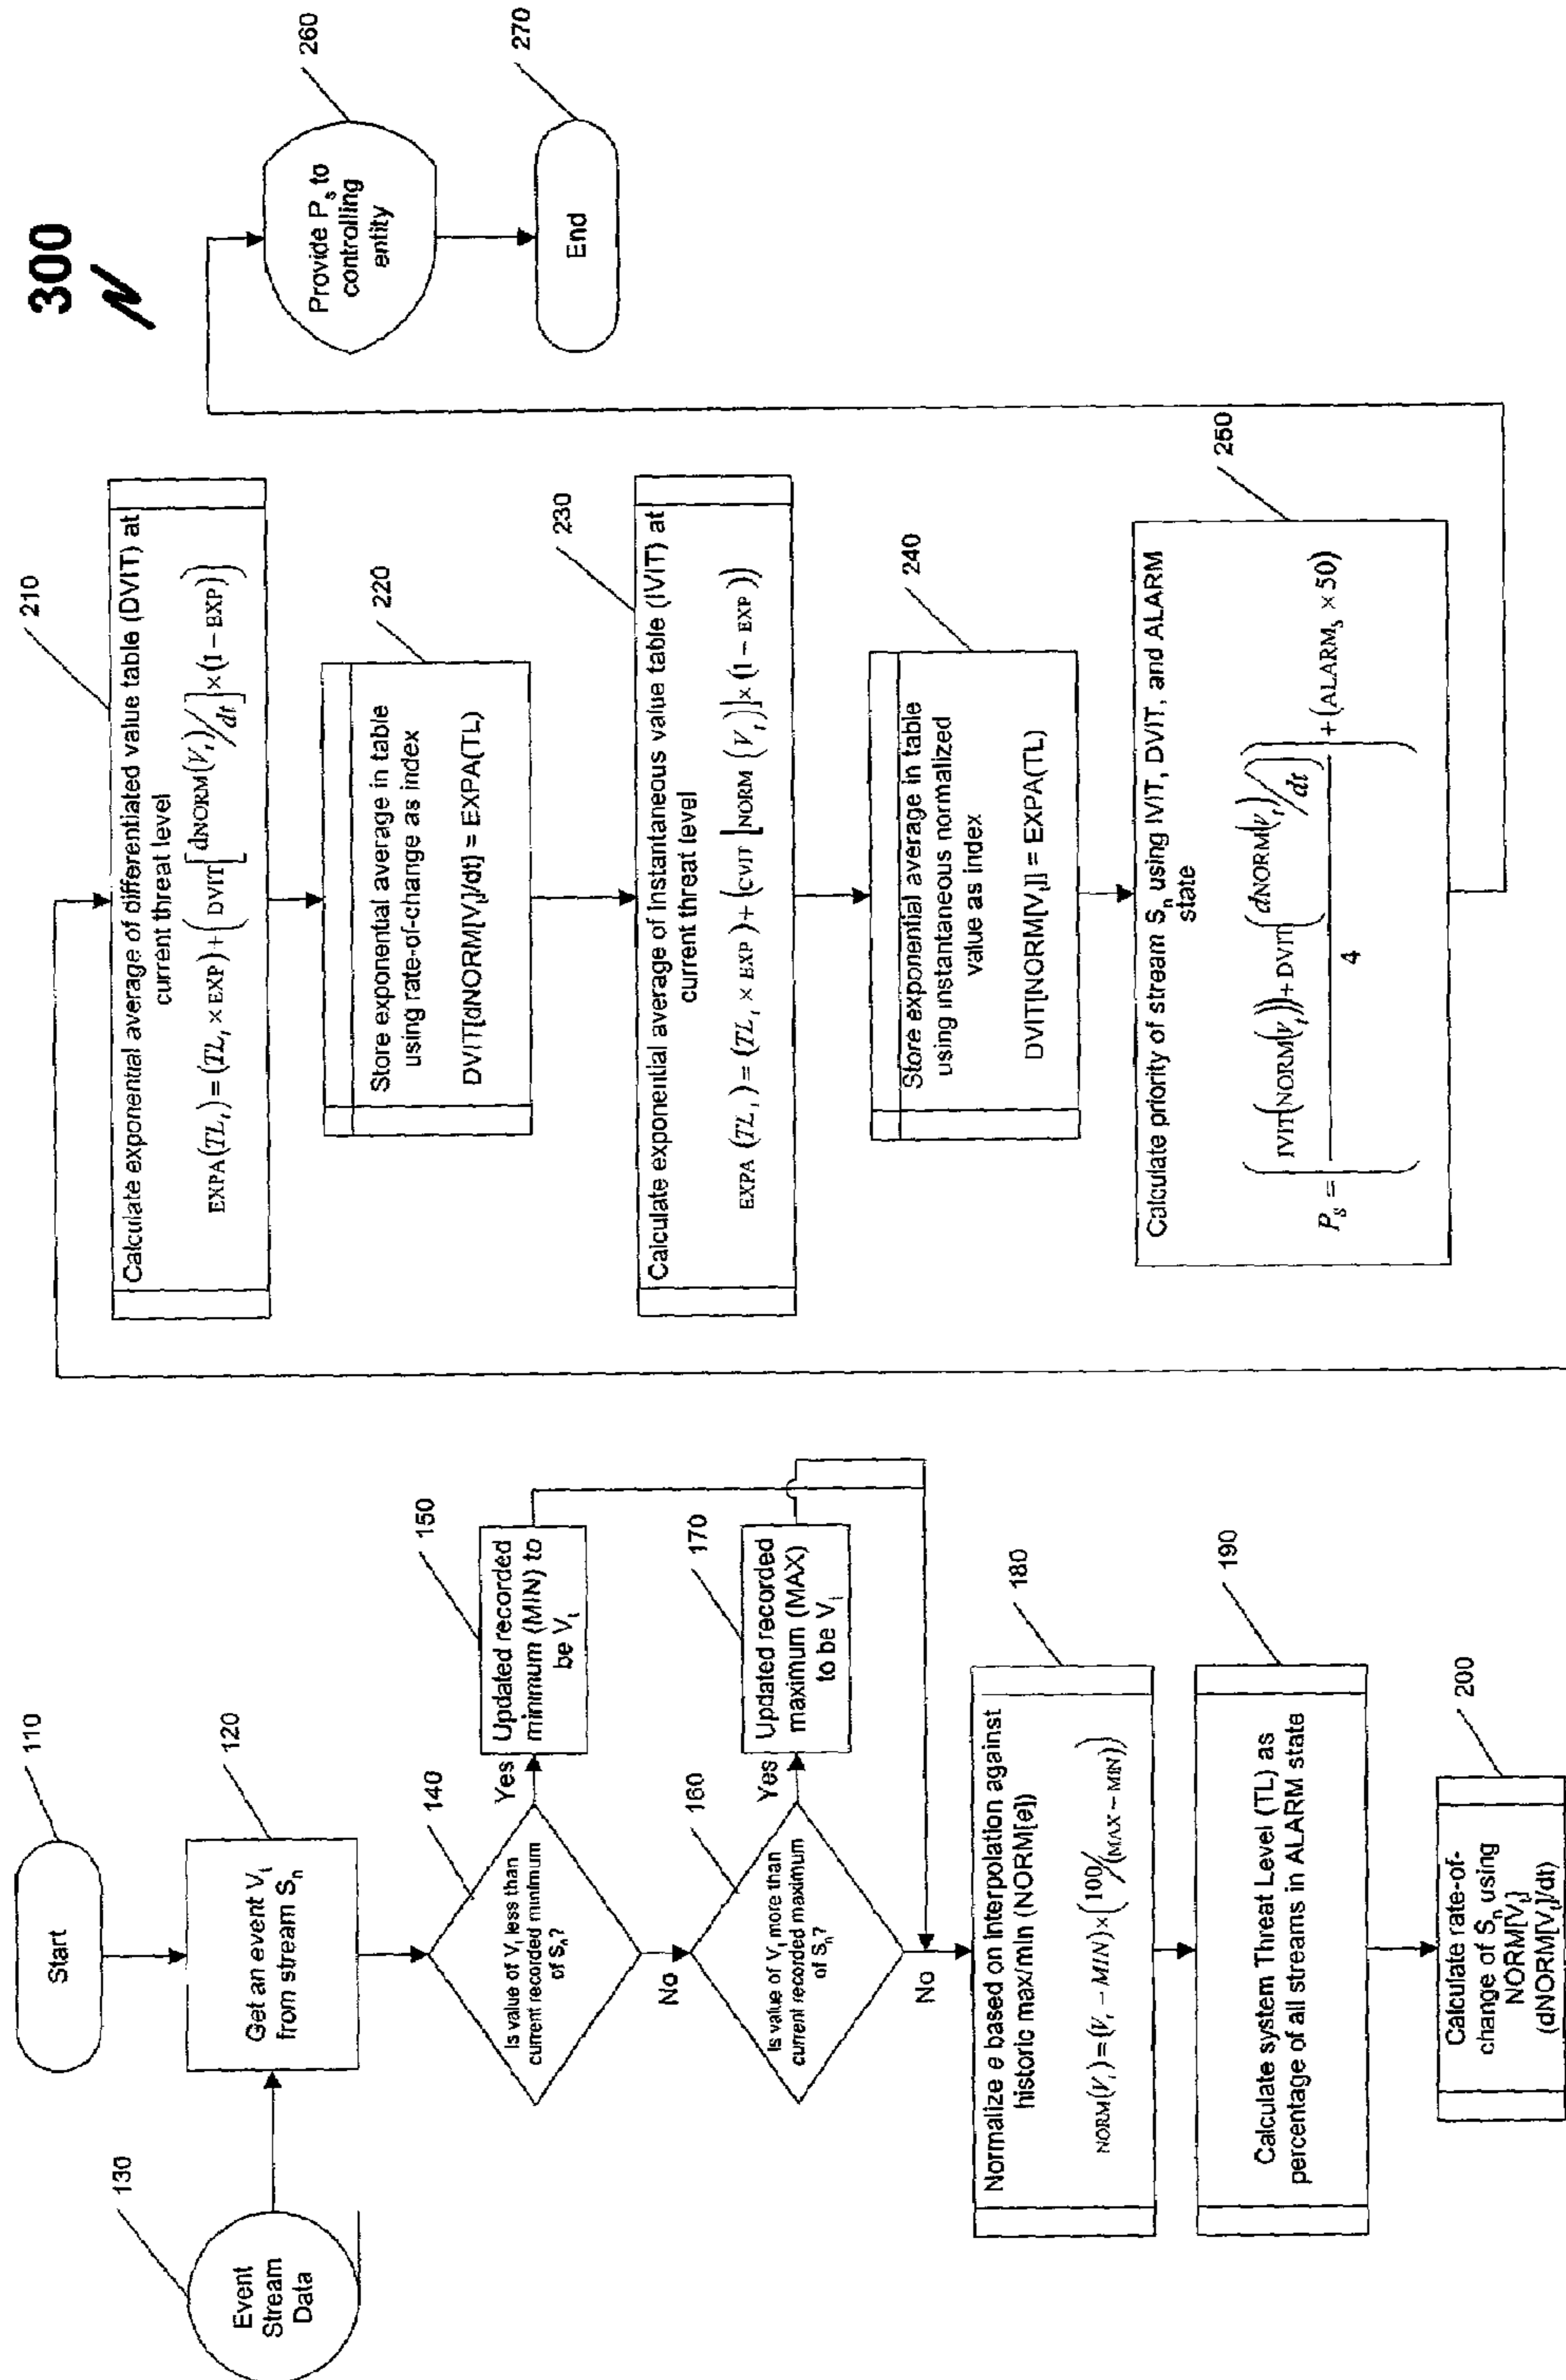 300
110
Start
120
Get an event V_t
from stream S_n
130
Event
Stream
Data
140
Is value of V_t less than
current recorded minimum
of S_n?
Yes
No
150
Updated recorded
minimum (MIN) to
be V_t
160
Is value of V_t more than
current recorded maximum
of S_n?
Yes
No
170
Updated recorded
maximum (MAX)
to be V_t
180
Normalize e based on interpolation against
historic max/min (NORM[e])
NORM(V_t) = (V_t − MIN) × (100/(MAX − MIN))
190
Calculate system Threat Level (TL) as
percentage of all streams in ALARM state
200
Calculate rate-of-
change of S_n using
NORM[V_t]
(dNORM[V_t]/dt)
210
Calculate exponential average of differentiated value table (DVIT) at
current threat level
EXPA(TL_t) = (TL_t × EXP) + (DVIT[dNORM(V_t)/dt] × (1 − EXP))
220
Store exponential average in table
using rate-of-change as index
DVIT[dNORM[V_t]/dt] = EXPA(TL)
230
Calculate exponential average of instantaneous value table (IVIT) at
current threat level
EXPA (TL_t) = (TL_t × EXP) + (CVIT [NORM (V_t)] × (1 − EXP))
240
Store exponential average in table
using instantaneous normalized
value as index
DVIT[NORM[V_t]] = EXPA(TL)
250
Calculate priority of stream S_n using IVIT, DVIT, and ALARM
state
P_s = ((IVIT(NORM(V_t)) + DVIT(dNORM(V_t)/dt)) / 4) + (ALARM_s × 50)
260
Provide P_s to
controlling
entity
270
End